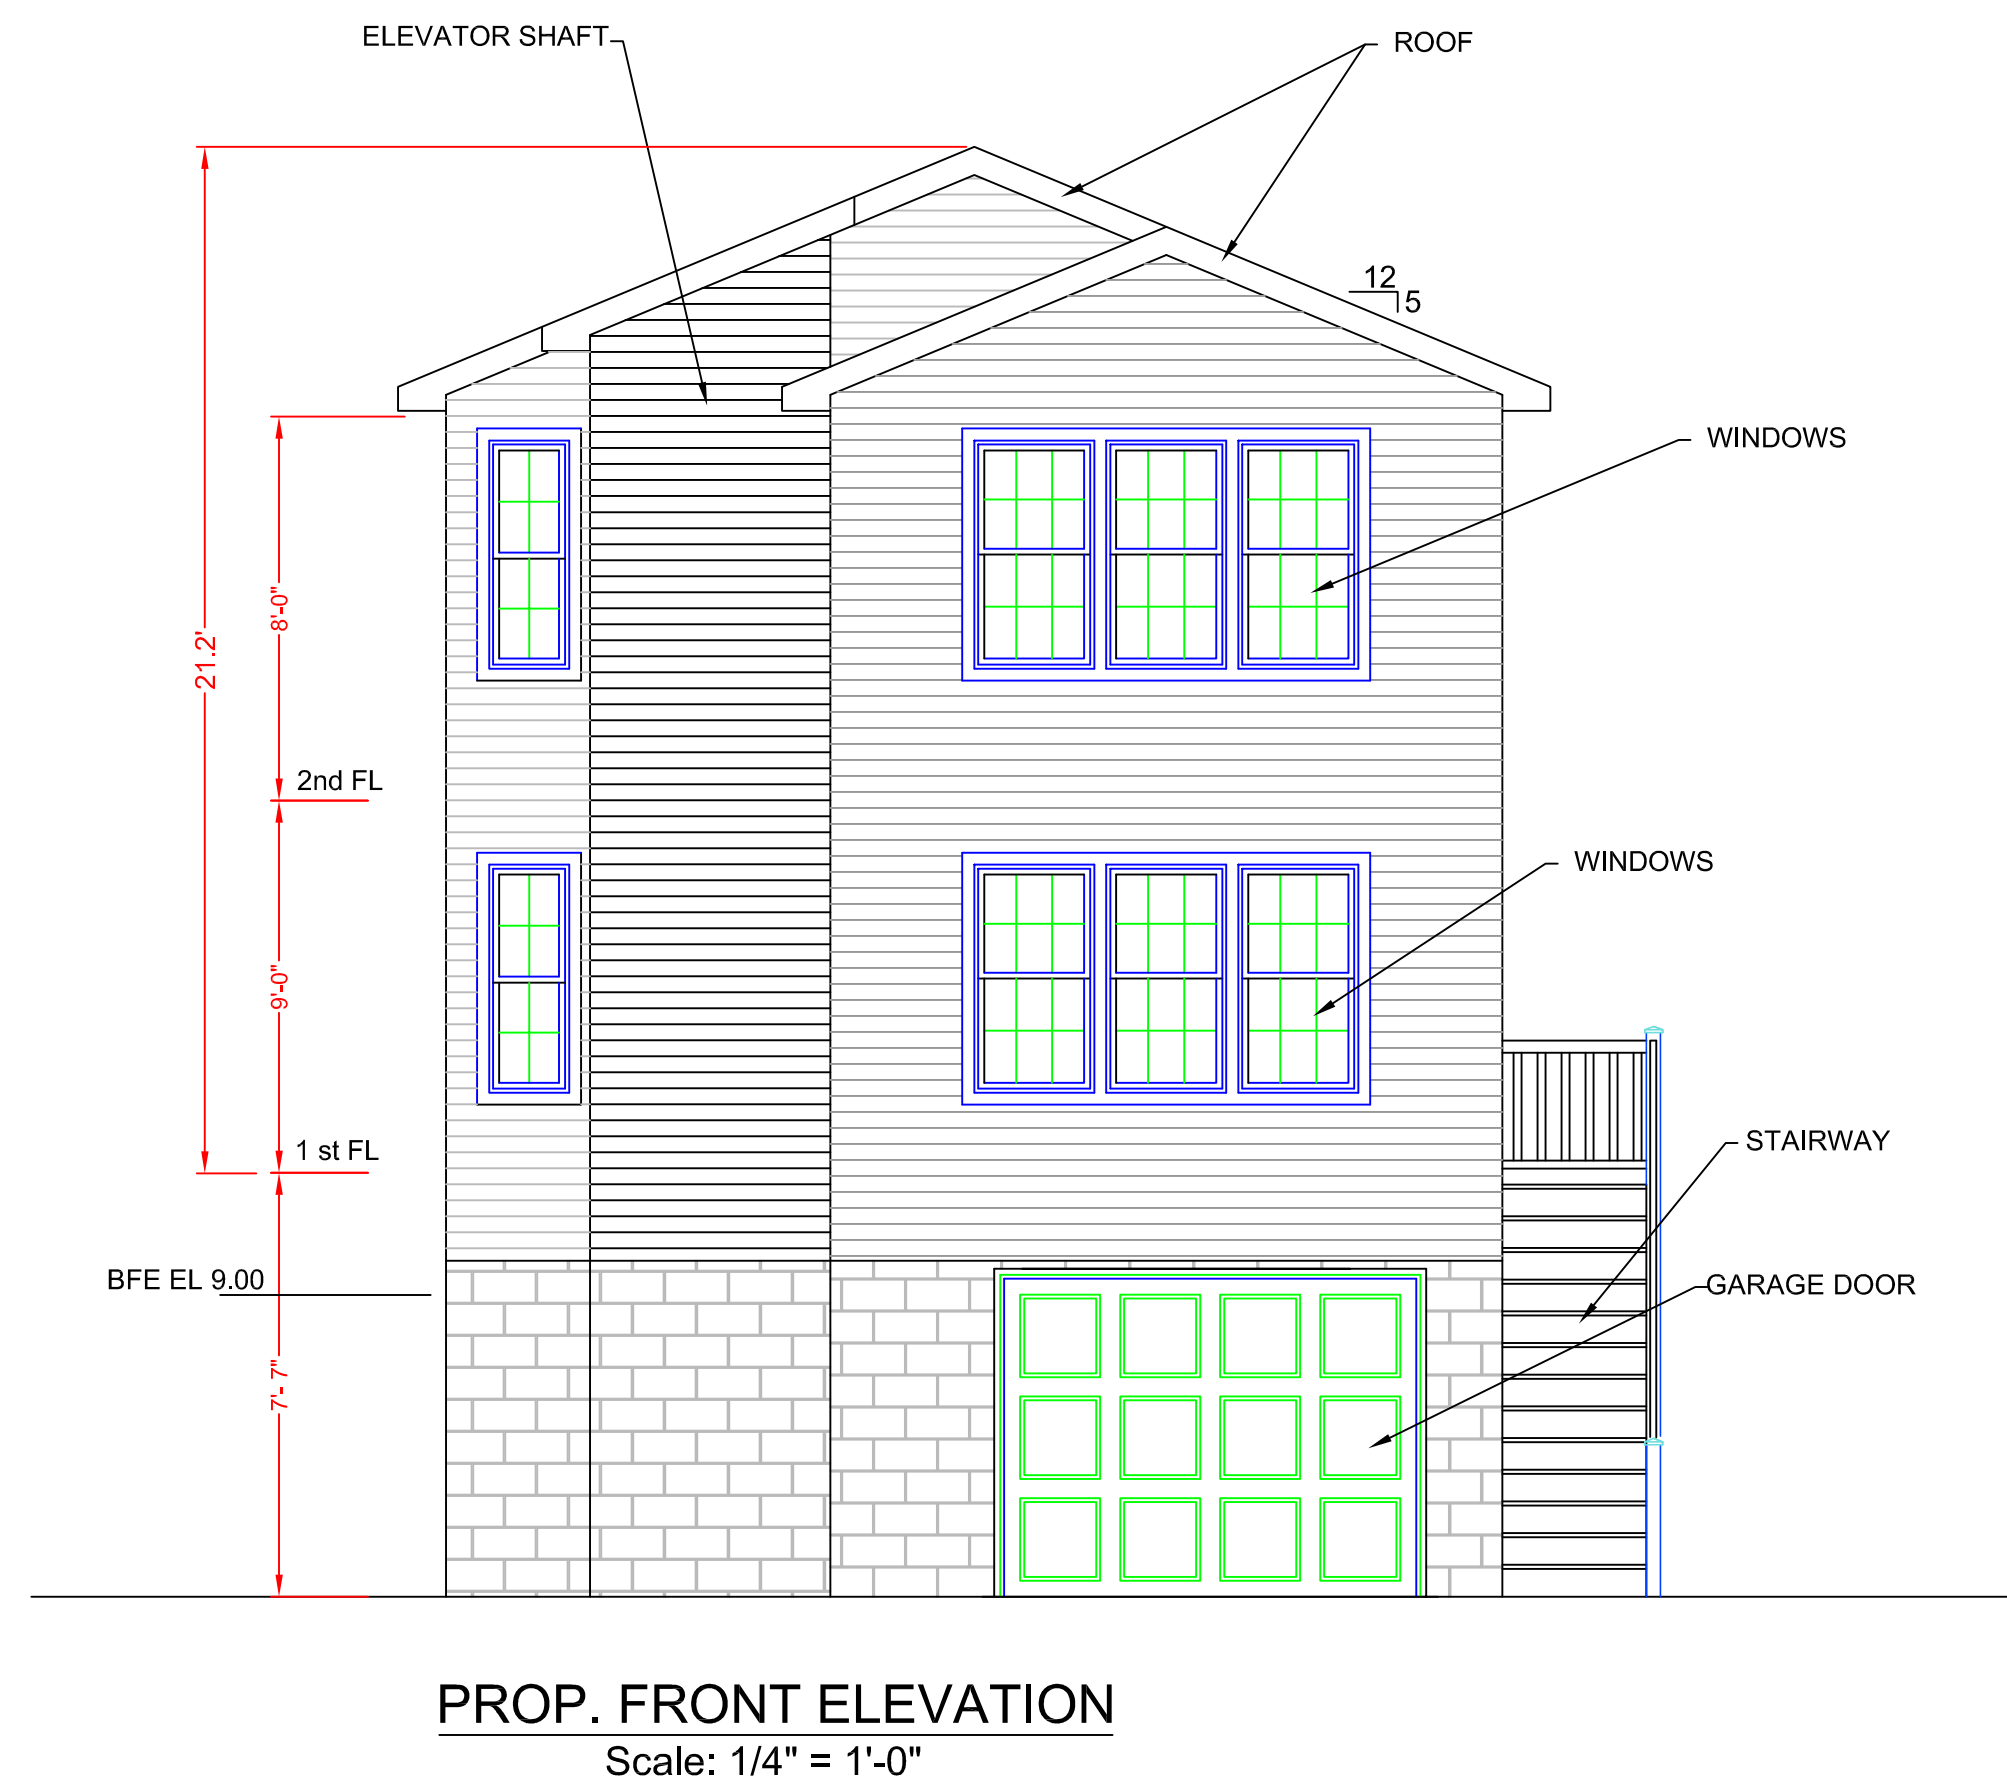 ELEVATOR SHAFT
ROOF
12
5
WINDOWS
8'-0"
21.2'
2nd FL
WINDOWS
9'-0"
1 st FL
STAIRWAY
BFE EL 9.00
GARAGE DOOR
7'- 7"
PROP. FRONT ELEVATION
Scale: 1/4" = 1'-0"